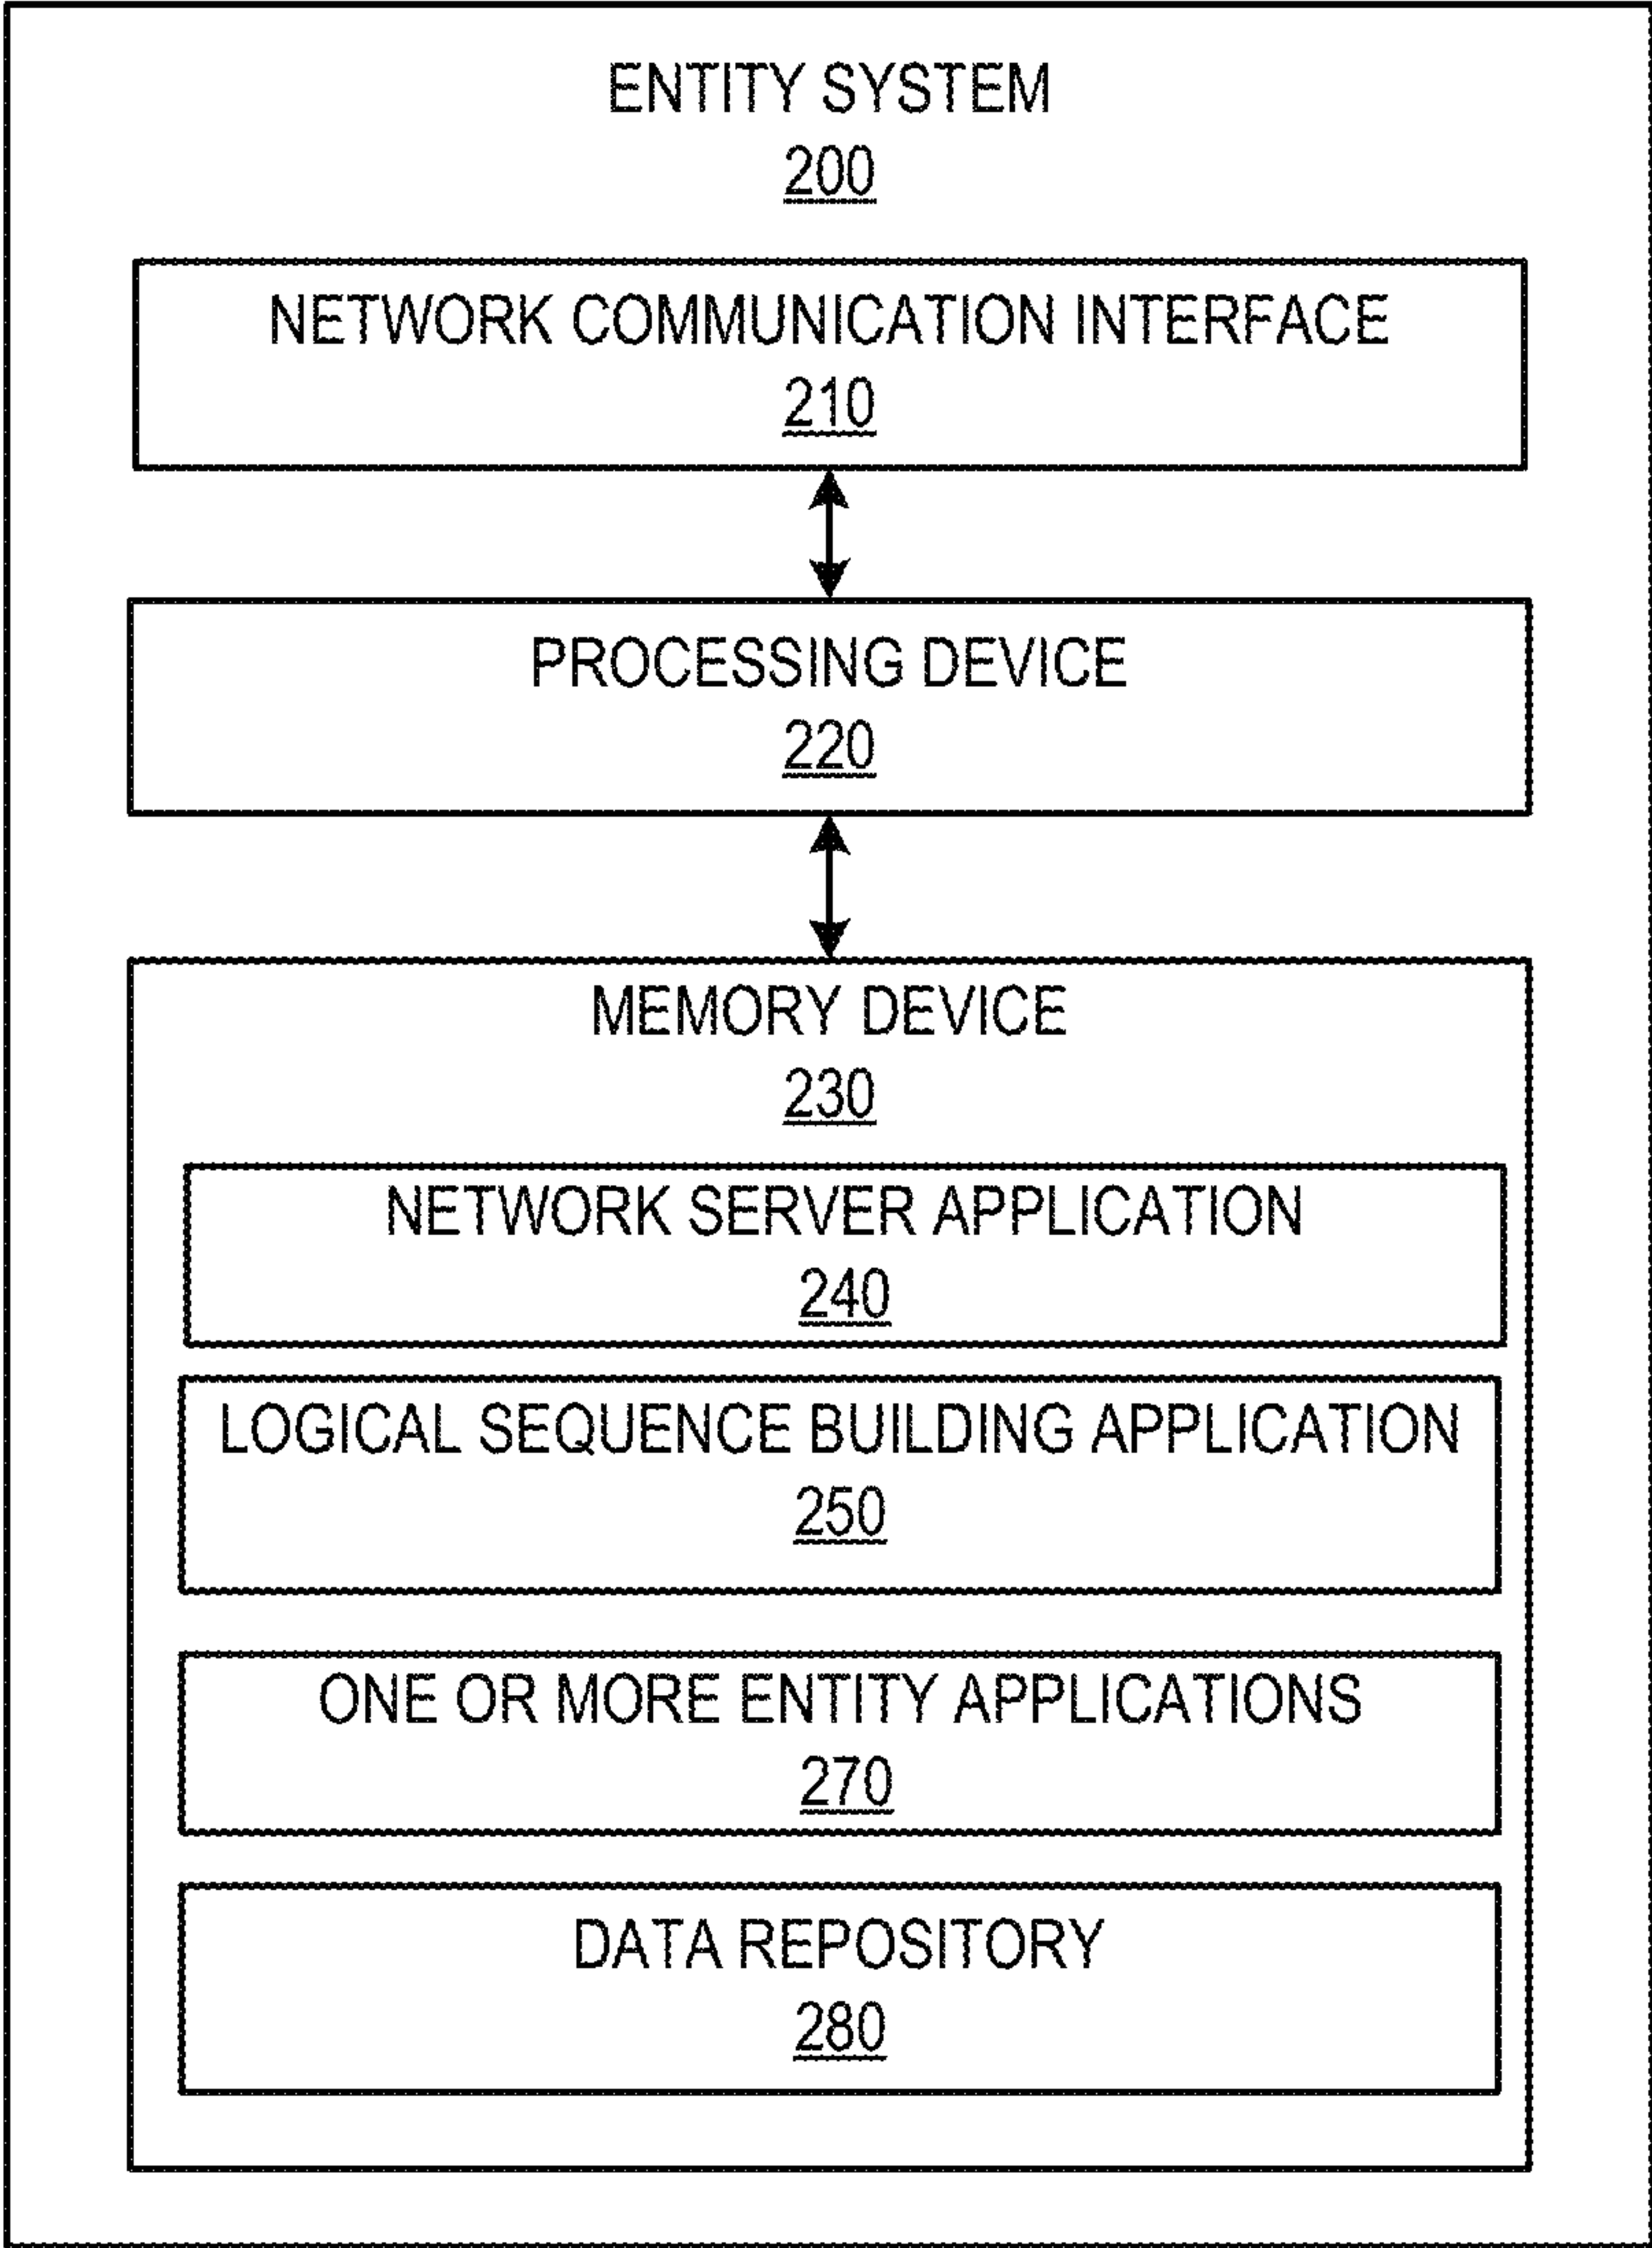 ENTITY SYSTEM
200
NETWORK COMMUNICATION INTERFACE
210
PROCESSING DEVICE
220
MEMORY DEVICE
230
NETWORK SERVER APPLICATION
240
LOGICAL SEQUENCE BUILDING APPLICATION
250
ONE OR MORE ENTITY APPLICATIONS
270
DATA REPOSITORY
280